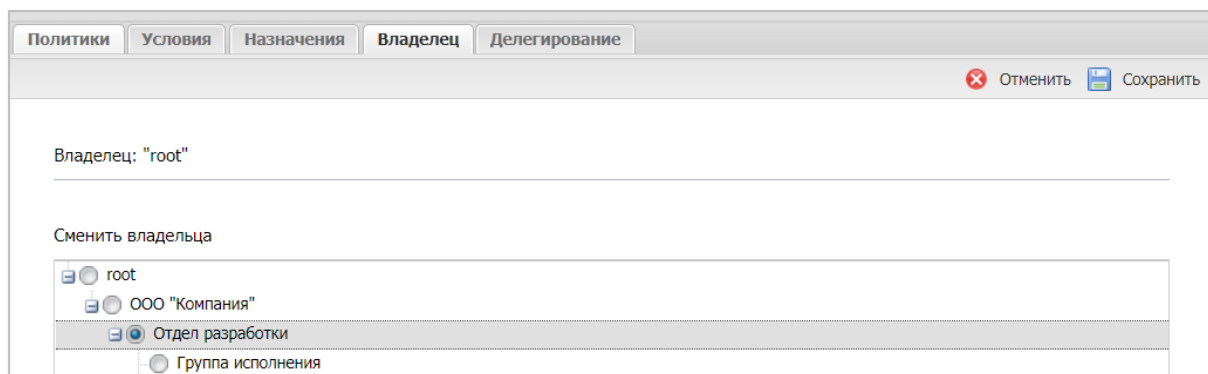 Политики Условия Назначения Владелец Делегирование
Отменить Сохранить
Владелец: "root"
Сменить владельца
root
ООО "Компания"
Отдел разработки
Группа исполнения